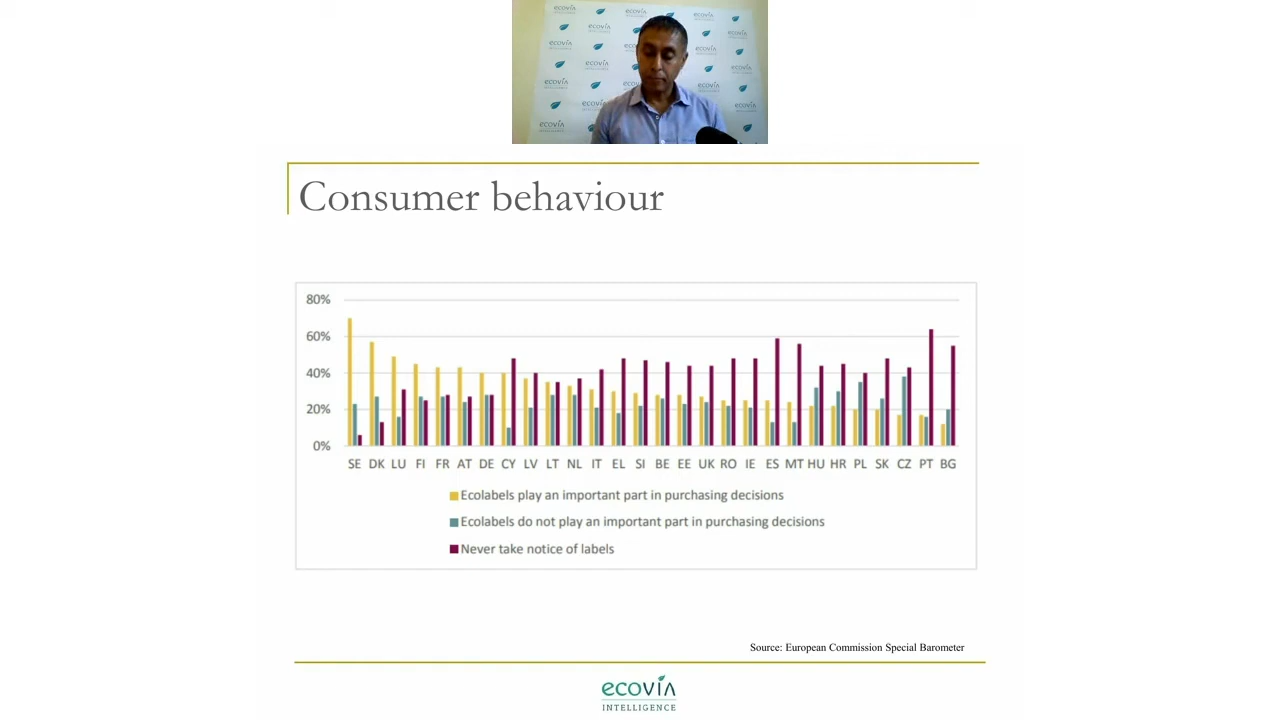 ecovia
INTELLIGENCE
Consumer behaviour
80%
60%
40%
20%
0%
SE DK LU FI FR AT DE CY LV LT NL IT EL SI BE EE UK RO IE ES MT HU HR PL SK CZ PT BG
Ecolabels play an important part in purchasing decisions
Ecolabels do not play an important part in purchasing decisions
Never take notice of labels
Source: European Commission Special Barometer
ecovia
INTELLIGENCE